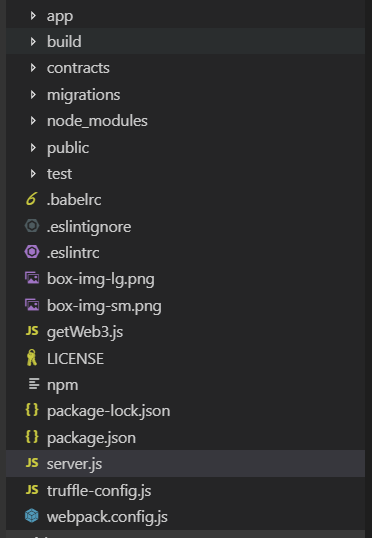 app
build
contracts
migrations
node_modules
public
test
.babelrc
.eslintignore
.eslintrc
box-img-lg.png
box-img-sm.png
JS getWeb3.js
LICENSE
npm
{ } package-lock.json
{ } package.json
JS server.js
JS truffle-config.js
webpack.config.js